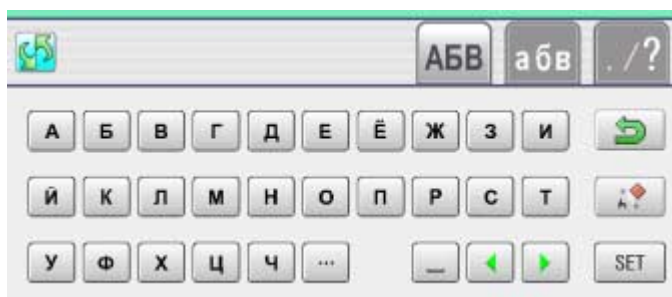 АБВ абв ./?
А Б В Г Д Е Ё Ж З И
Й К Л М Н О П Р С Т
У Ф Х Ц Ч ... _ SET